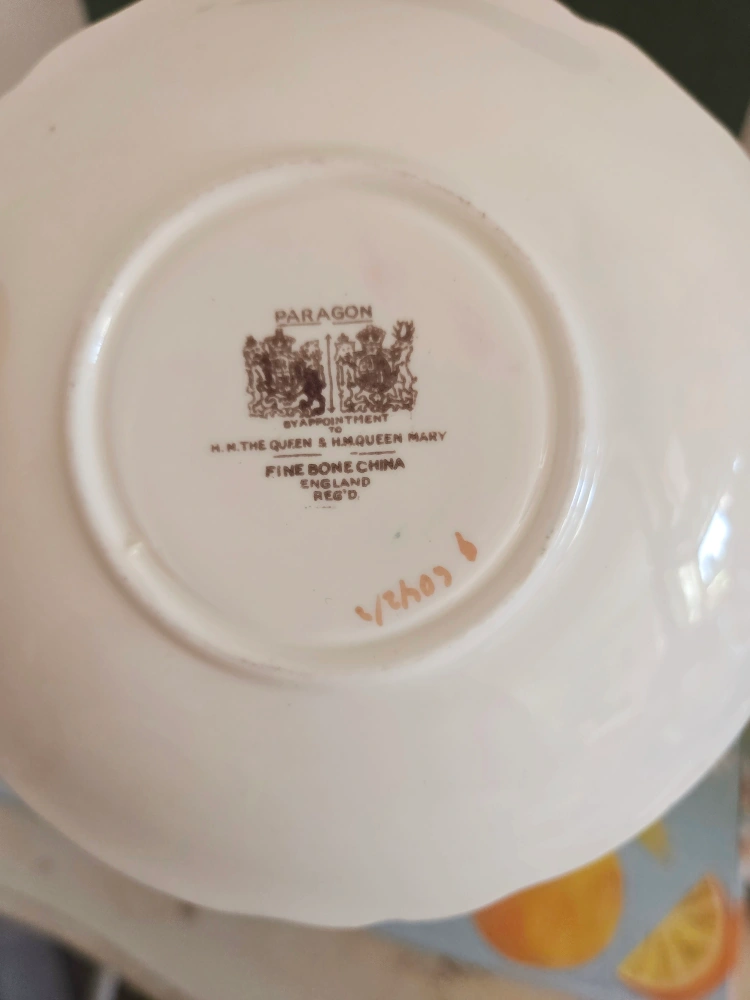 PARAGON
BY APPOINTMENT
TO
H.M.THE QUEEN & H.M.QUEEN MARY
FINE BONE CHINA
ENGLAND
REG'D.